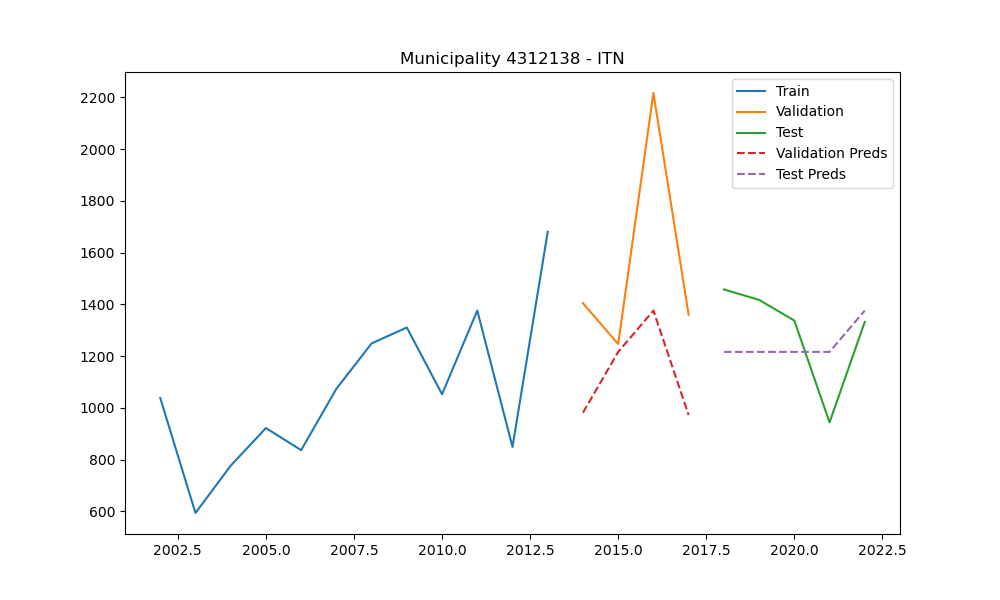 Municipality 4312138 - ITN
2200
2000
1800
1600
1400
1200
1000
800
600
2002.5 2005.0 2007.5 2010.0 2012.5 2015.0 2017.5 2020.0 2022.5
Train
Validation
Test
Validation Preds
Test Preds